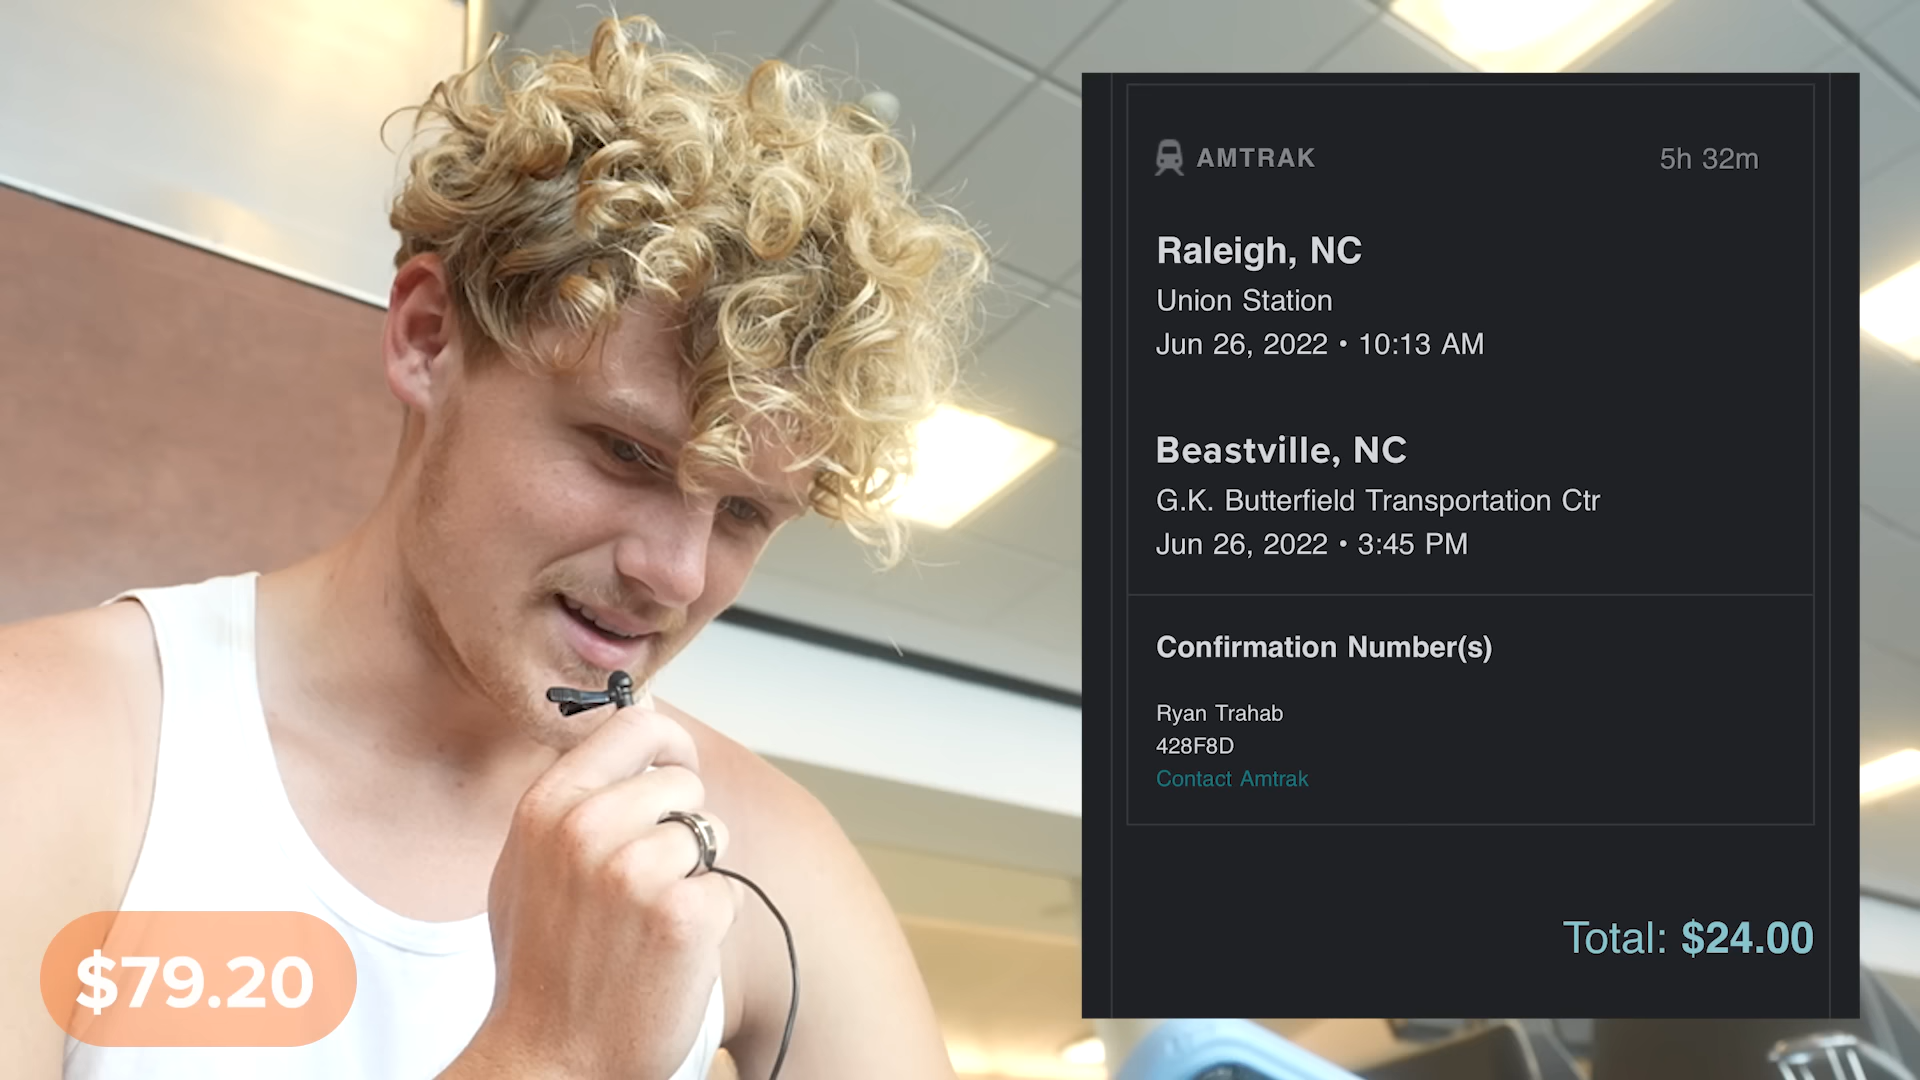 AMTRAK
5h 32m
Raleigh, NC
Union Station
Jun 26, 2022 • 10:13 AM
Beastville, NC
G.K. Butterfield Transportation Ctr
Jun 26, 2022 • 3:45 PM
Confirmation Number(s)
Ryan Trahab
428F8D
Contact Amtrak
Total: $24.00
$79.20